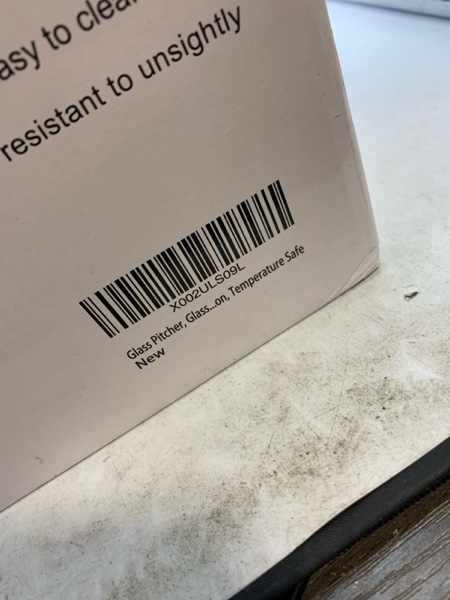 asy to clea
resistant to unsightly
X002ULS09L
Glass Pitcher, Glass...on, Temperature Safe
New